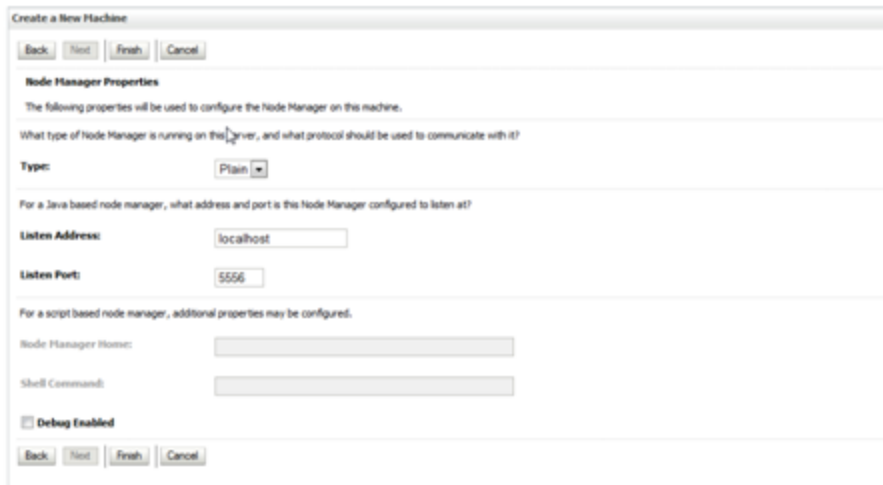 Create a New Machine
Back Next Finish Cancel
Node Manager Properties
The following properties will be used to configure the Node Manager on this machine.
What type of Node Manager is running on this server, and what protocol should be used to communicate with it?
Type: Plain
For a Java based node manager, what address and port is this Node Manager configured to listen at?
Listen Address: localhost
Listen Port: 5556
For a script based node manager, additional properties may be configured.
Node Manager Home:
Shell Command:
Debug Enabled
Back Next Finish Cancel